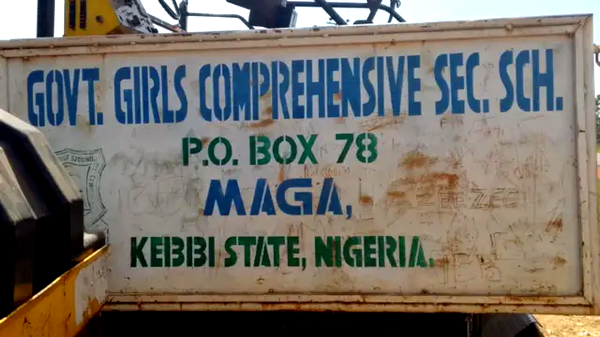 GOVT. GIRLS COMPREHENSIVE SEC. SCH.
P.O. BOX 78
MAGA,
KEBBI STATE, NIGERIA.